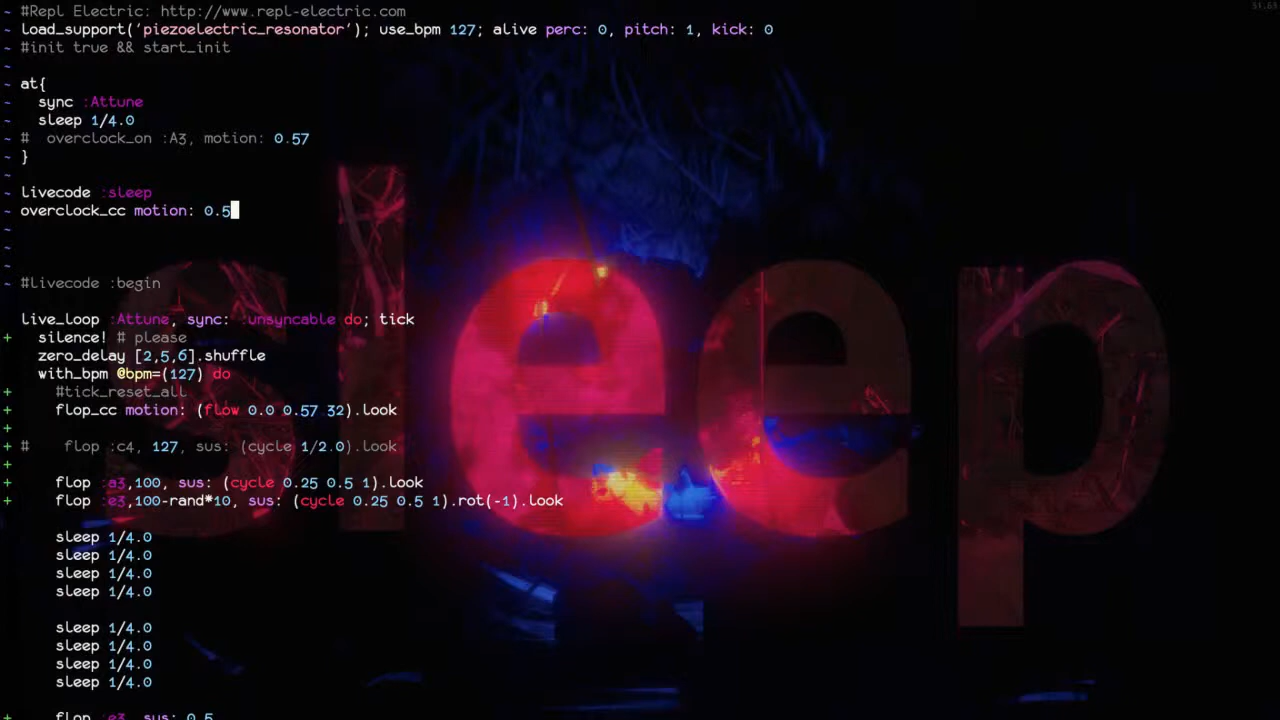 ~ #Repl Electric: http://www.repl-electric.com
~ load_support('piezoelectric_resonator'); use_bpm 127; alive perc: 0, pitch: 1, kick: 0
~ #init true && start_init
~
~ at{
~   sync :Attune
~   sleep 1/4.0
~ #  overclock_on :A3, motion: 0.57
~ }
~
~ livecode :sleep
~ overclock_cc motion: 0.5
~
~
~
~ #Livecode :begin
live_loop :Attune, sync: :unsyncable do; tick
+   silence! # please
zero_delay [2,5,6].shuffle
with_bpm @bpm=(127) do
+     #tick_reset_all
+     flop_cc motion: (flow 0.0 0.57 32).look
+
+ #    flop :c4, 127, sus: (cycle 1/2.0).look
+
+     flop :a3,100, sus: (cycle 0.25 0.5 1).look
+     flop :e3,100-rand*10, sus: (cycle 0.25 0.5 1).rot(-1).look
sleep 1/4.0
sleep 1/4.0
sleep 1/4.0
sleep 1/4.0
sleep 1/4.0
sleep 1/4.0
sleep 1/4.0
sleep 1/4.0
+     flop :e3, sus: 0.5
sleep